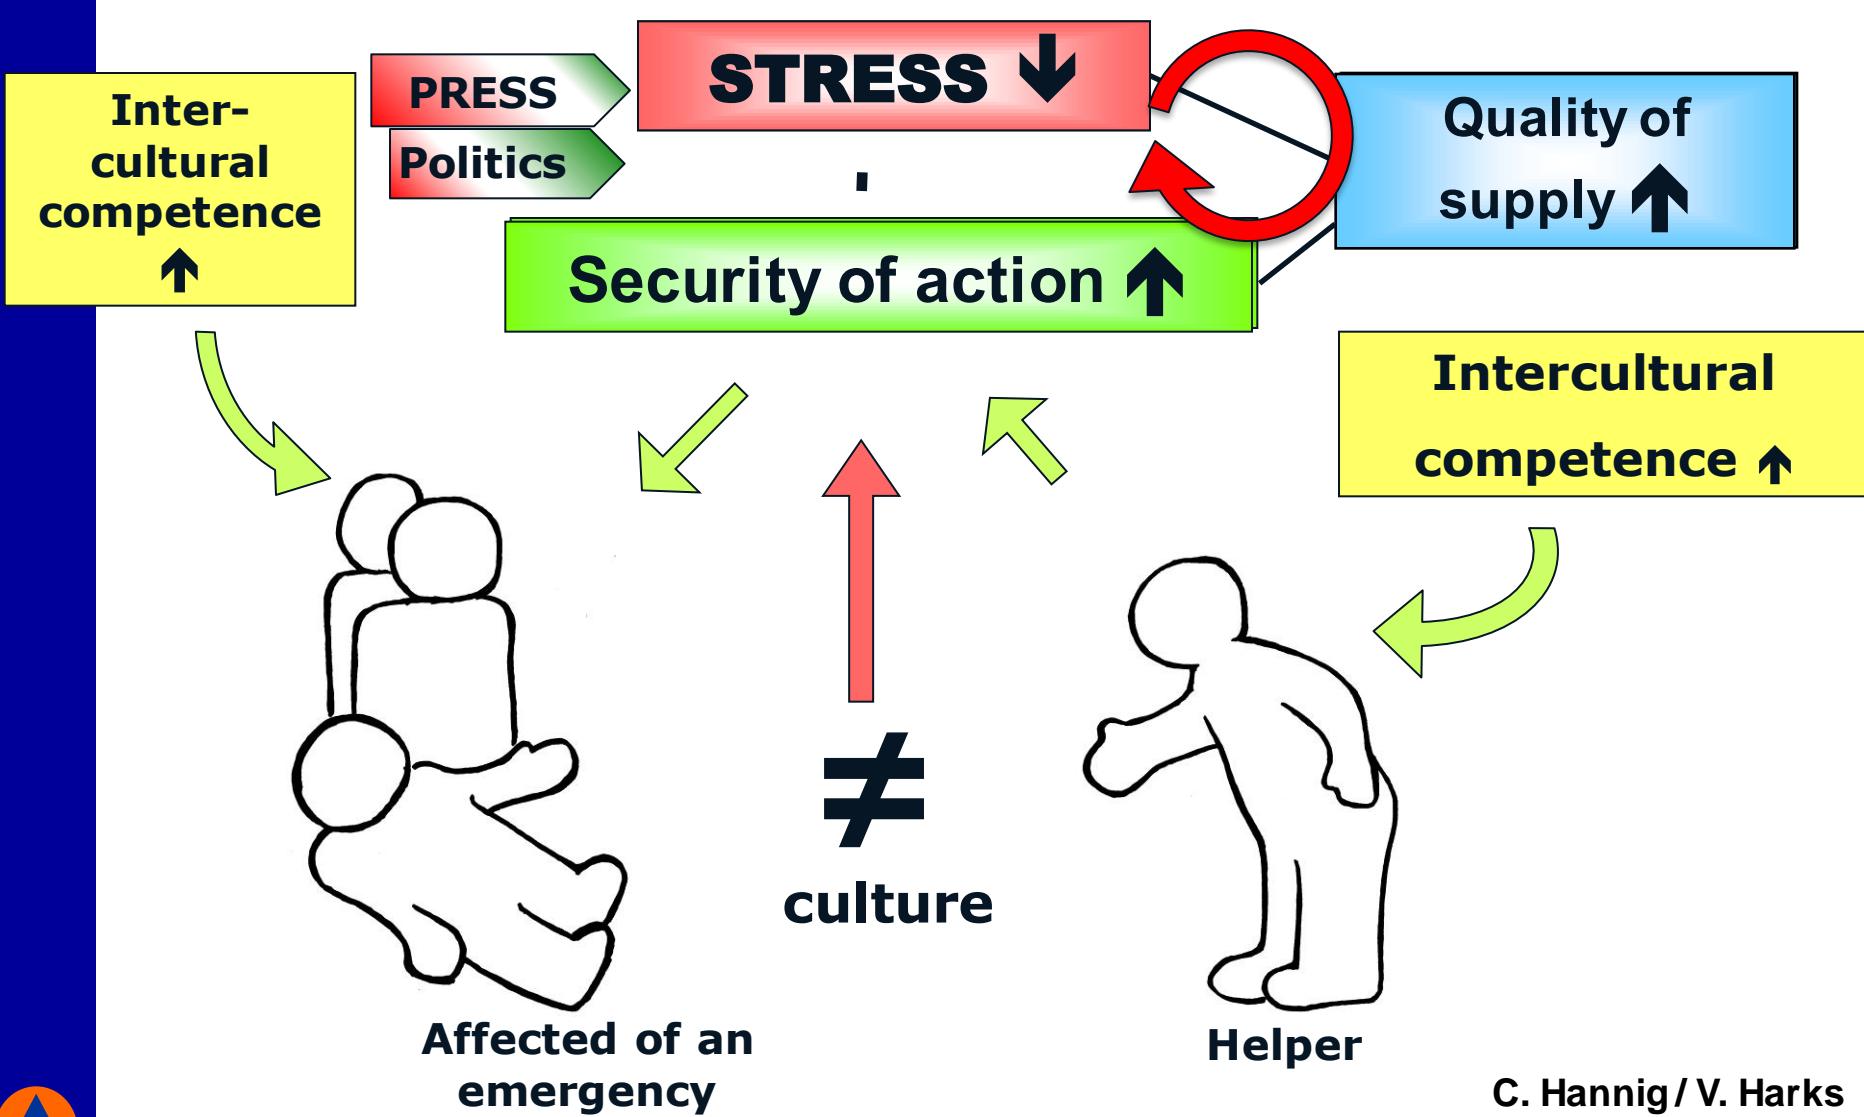 Inter-
cultural
competence
↑
PRESS
Politics
STRESS ↓
Security of action ↑
Quality of
supply ↑
Intercultural
competence ↑
≠
culture
Affected of an
emergency
Helper
C. Hannig / V. Harks